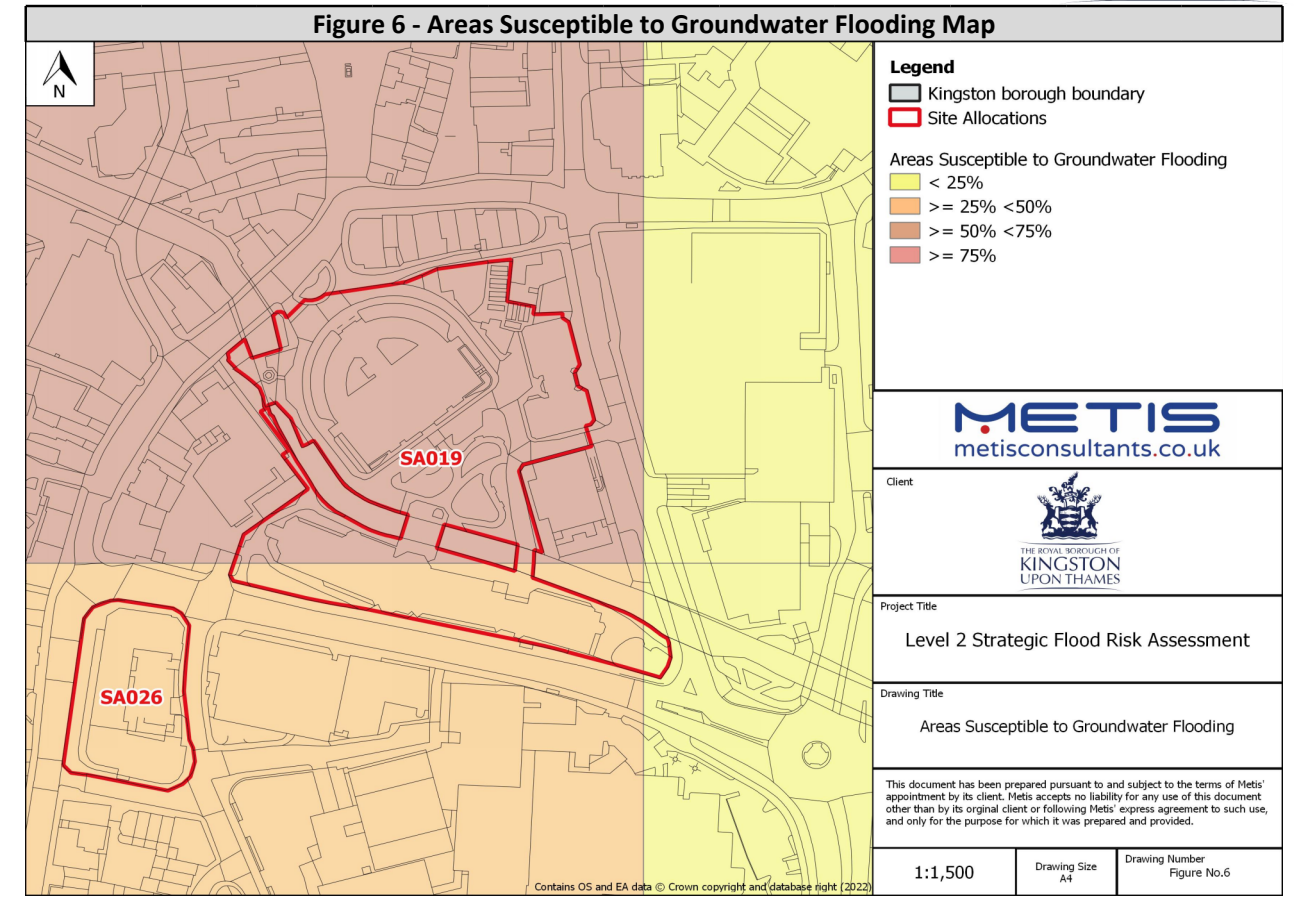 Figure 6 - Areas Susceptible to Groundwater Flooding Map
N
SA019
SA026
Contains OS and EA data © Crown copyright and database right (2022)
Legend
Kingston borough boundary
Site Allocations
Areas Susceptible to Groundwater Flooding
< 25%
>= 25% <50%
>= 50% <75%
>= 75%
METIS
metisconsultants.co.uk
Client
THE ROYAL BOROUGH OF
KINGSTON
UPON THAMES
Project Title
Level 2 Strategic Flood Risk Assessment
Drawing Title
Areas Susceptible to Groundwater Flooding
This document has been prepared pursuant to and subject to the terms of Metis'
appointment by its client. Metis accepts no liability for any use of this document
other than by its orginal client or following Metis' express agreement to such use,
and only for the purpose for which it was prepared and provided.
1:1,500
Drawing Size
A4
Drawing Number
Figure No.6